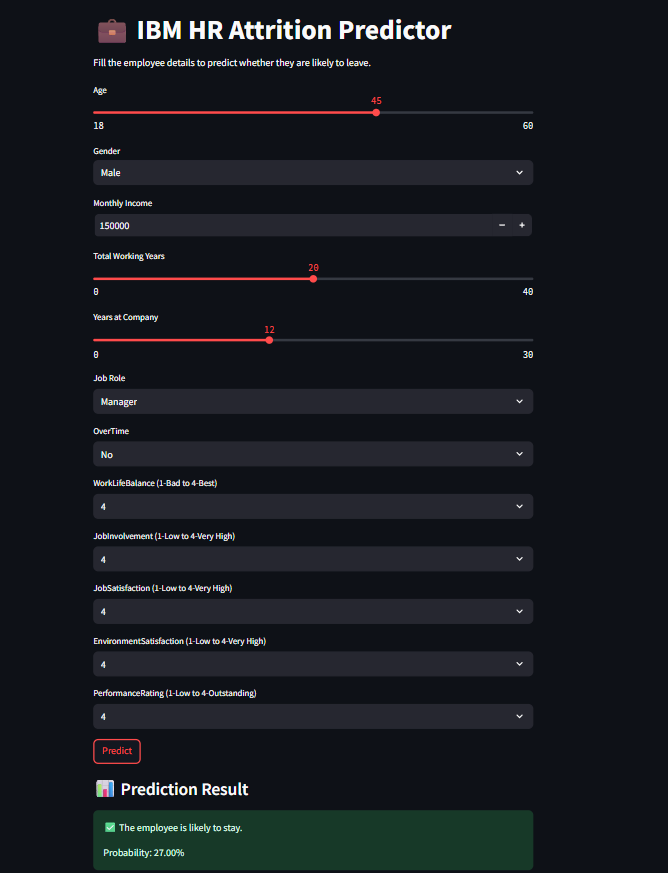 IBM HR Attrition Predictor
Fill the employee details to predict whether they are likely to leave.
Age
45
18 60
Gender
Male
Monthly Income
150000 − +
Total Working Years
20
0 40
Years at Company
12
0 30
Job Role
Manager
OverTime
No
WorkLifeBalance (1-Bad to 4-Best)
4
JobInvolvement (1-Low to 4-Very High)
4
JobSatisfaction (1-Low to 4-Very High)
4
EnvironmentSatisfaction (1-Low to 4-Very High)
4
PerformanceRating (1-Low to 4-Outstanding)
4
Predict
Prediction Result
The employee is likely to stay.
Probability: 27.00%